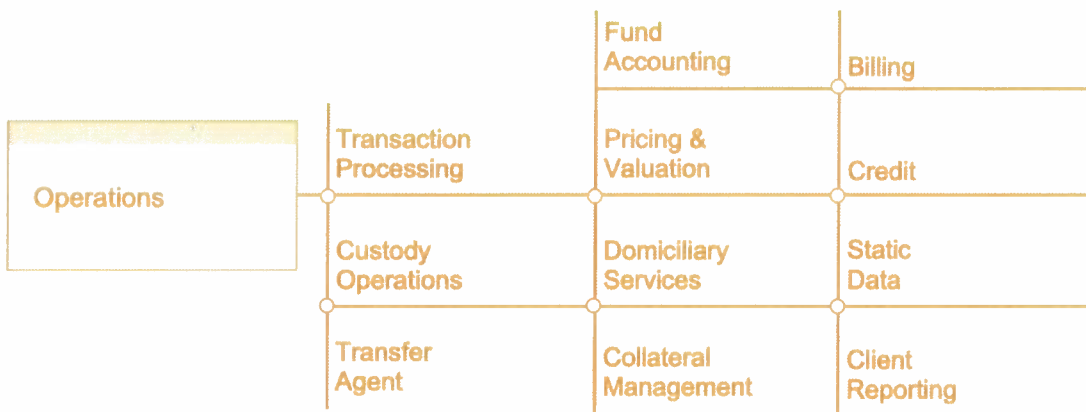 Operations
Transaction
Processing
Custody
Operations
Transfer
Agent
Fund
Accounting
Pricing &
Valuation
Domiciliary
Services
Collateral
Management
Billing
Credit
Static
Data
Client
Reporting